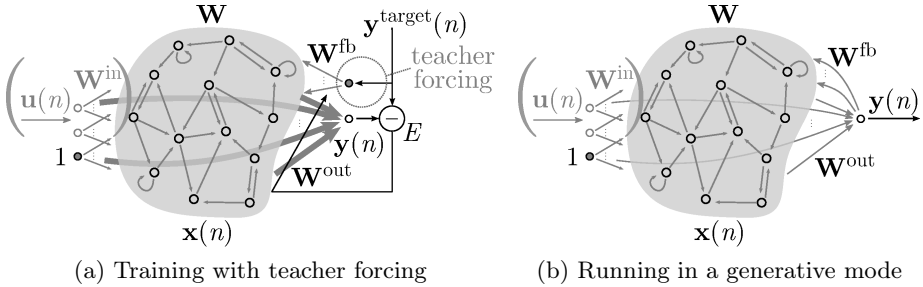 W
y^target(n)
W^fb
teacher
forcing
W^in
u(n)
1
−
E
y(n)
W^out
x(n)
(a) Training with teacher forcing
W
W^fb
W^in
u(n)
y(n)
1
W^out
x(n)
(b) Running in a generative mode